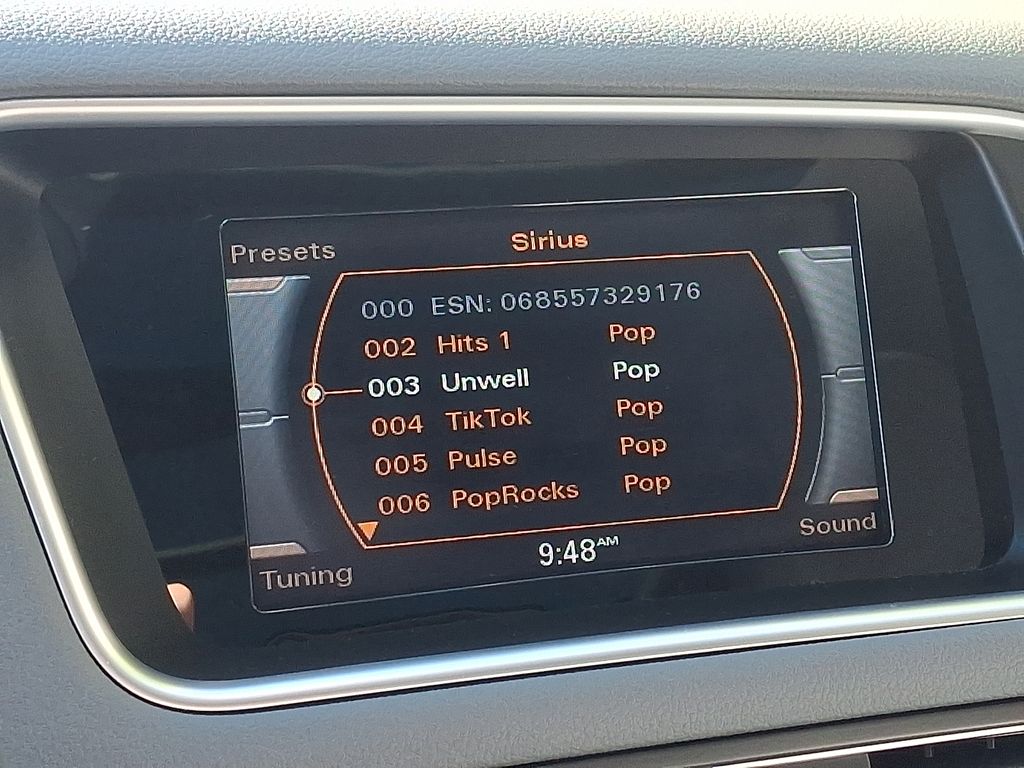 Presets
Sirius
000 ESN: 068557329176
002 Hits 1 Pop
003 Unwell Pop
004 TikTok Pop
005 Pulse Pop
006 PopRocks Pop
Tuning
9:48AM
Sound